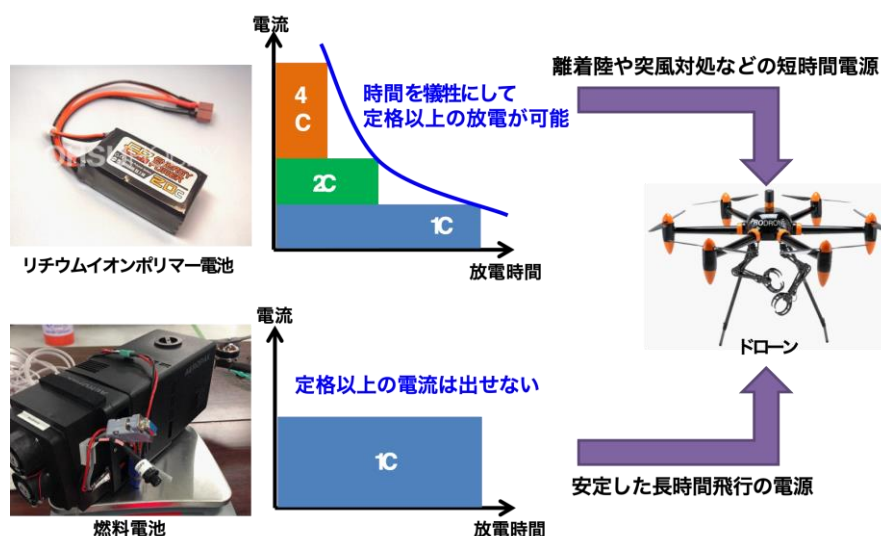 電流
4
C
2C
1C
時間を犠牲にして
定格以上の放電が可能
放電時間
離着陸や突風対処などの短時間電源
20C
リチウムイオンポリマー電池
ドローン
電流
定格以上の電流は出せない
1C
放電時間
安定した長時間飛行の電源
燃料電池